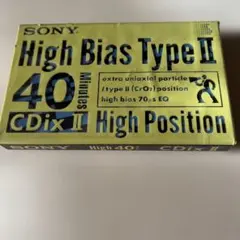 SONY
High Bias Type II
40 Minutes
extra uniaxial particle
/type II (CrO2) position
high bias 70μs EQ
CDix II High Position
SONY High 40 CDix II